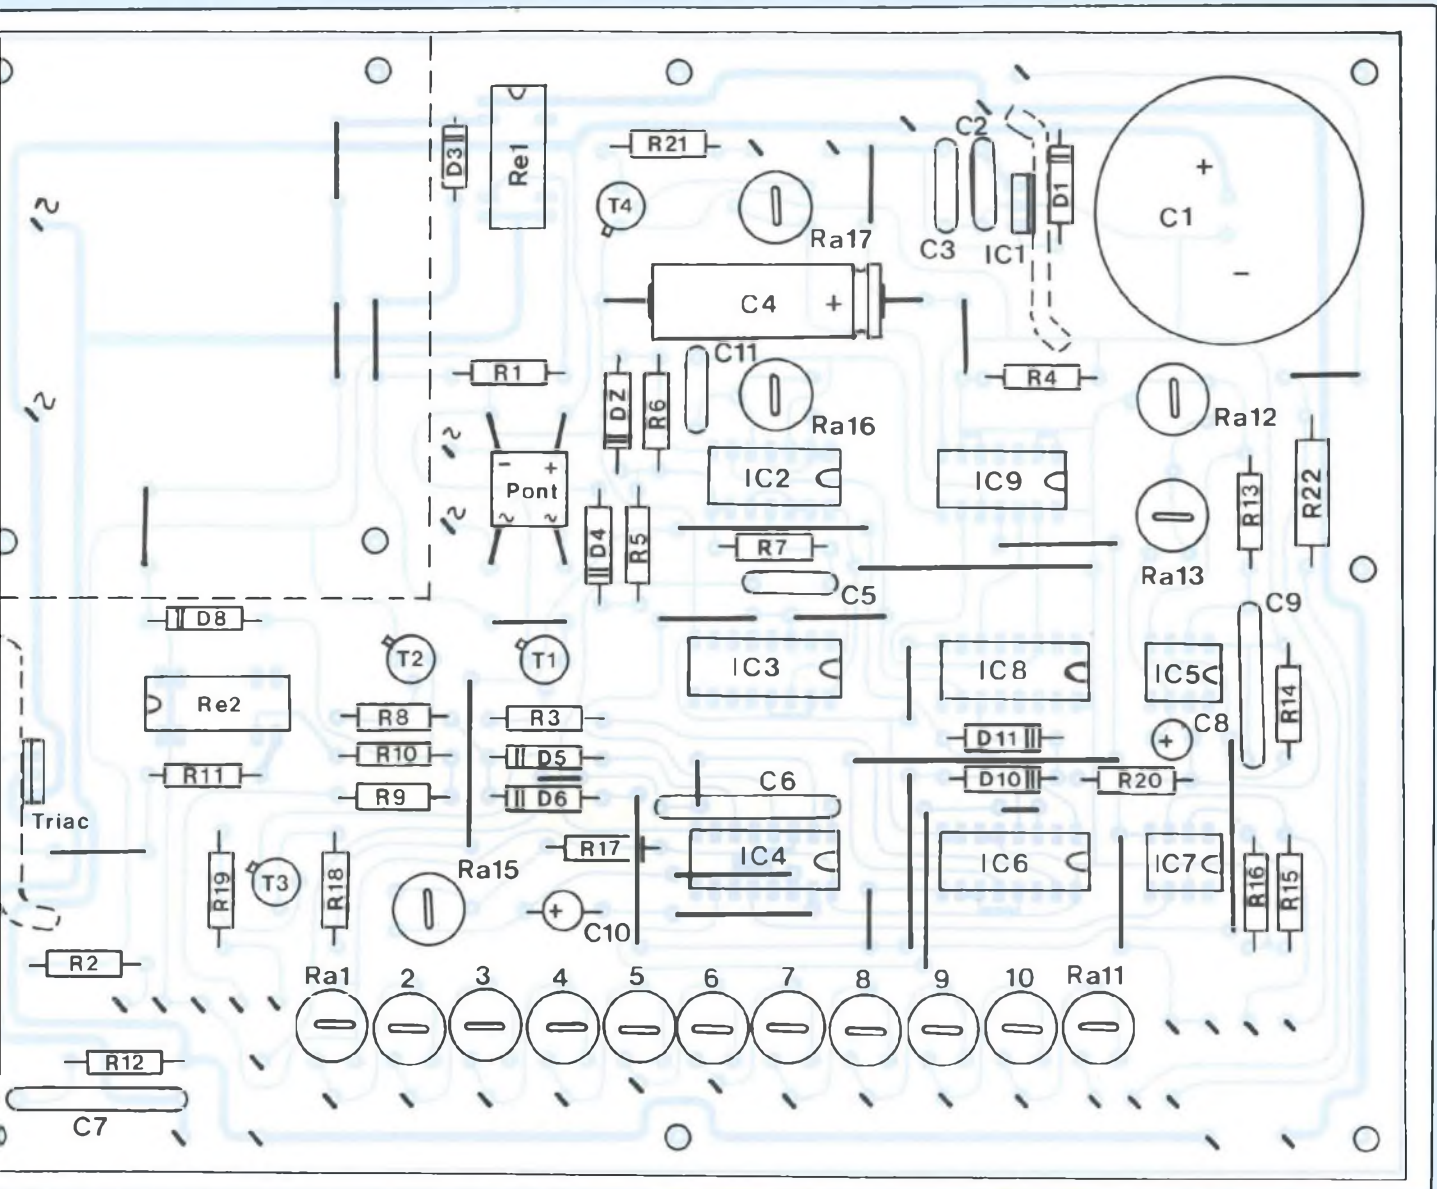 D3
Re1
R21
T4
Ra17
C2
C3
IC1
D1
+
C1
−
C4 +
C11
R1
DZ
R6
Ra16
R4
Ra12
- +
Pont
~ ~
IC2
IC9
R13
R22
D4
R5
R7
C5
Ra13
C9
D8
T2
T1
IC3
IC8
IC5
R14
Re2
R8
R3
D11
+
C8
R10
D5
R11
R9
D6
C6
D10
R20
Triac
R17
IC4
IC6
IC7
R19
T3
R18
Ra15
+
C10
R16
R15
R2
Ra1 2 3 4 5 6 7 8 9 10 Ra11
R12
C7